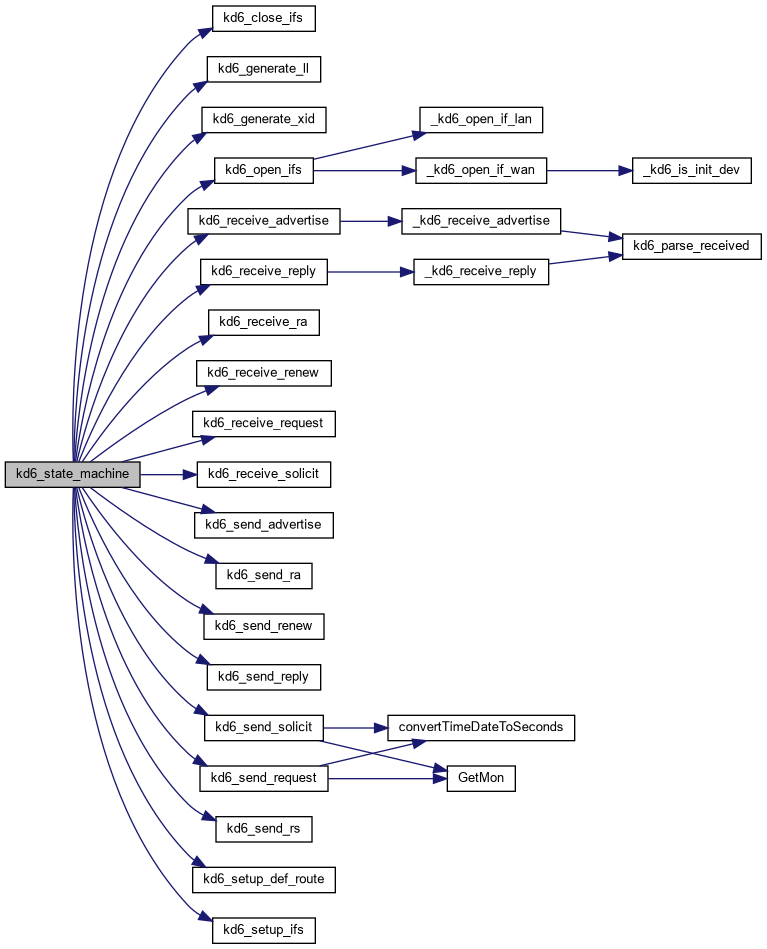 kd6_close_ifs
kd6_generate_ll
kd6_generate_xid
_kd6_open_if_lan
kd6_open_ifs
_kd6_open_if_wan
_kd6_is_init_dev
kd6_receive_advertise
_kd6_receive_advertise
kd6_parse_received
kd6_receive_reply
_kd6_receive_reply
kd6_receive_ra
kd6_receive_renew
kd6_receive_request
kd6_state_machine
kd6_receive_solicit
kd6_send_advertise
kd6_send_ra
kd6_send_renew
kd6_send_reply
kd6_send_solicit
convertTimeDateToSeconds
kd6_send_request
GetMon
kd6_send_rs
kd6_setup_def_route
kd6_setup_ifs